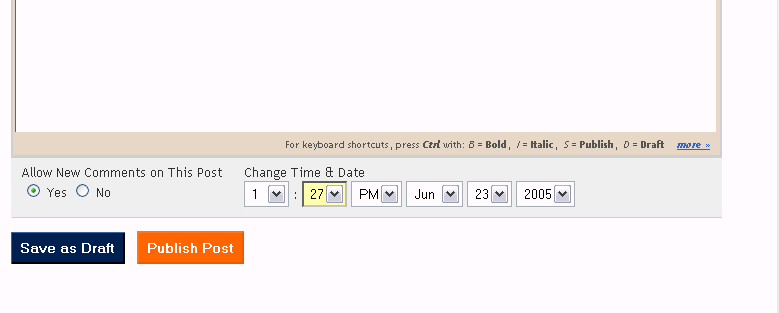 For keyboard shortcuts, press Ctrl with: B = Bold, I = Italic, S = Publish, D = Draft more »
Allow New Comments on This Post Change Time & Date
Yes No 1 : 27 PM Jun 23 2005
Save as Draft Publish Post